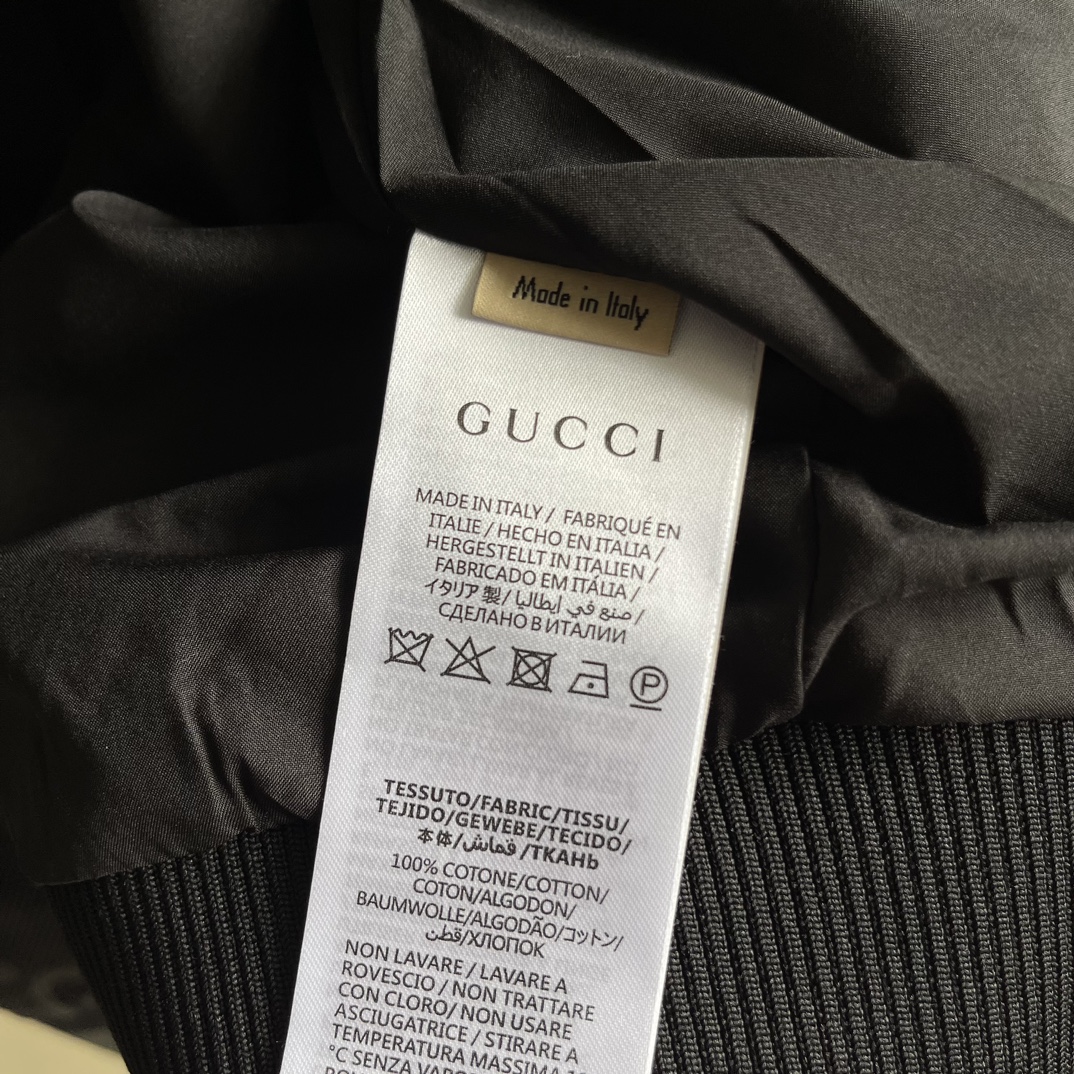 Made in Italy
GUCCI
MADE IN ITALY / FABRIQUÉ EN
ITALIE / HECHO EN ITALIA /
HERGESTELLT IN ITALIEN /
FABRICADO EM ITÁLIA /
イタリア製 / صنع في إيطاليا /
СДЕЛАНО В ИТАЛИИ
P
TESSUTO/FABRIC/TISSU/
TEJIDO/GEWEBE/TECIDO/
本体/قماش/ТКАНЬ
100% COTONE/COTTON/
COTON/ALGODON/
BAUMWOLLE/ALGODÃO/コットン/
قطن/ХЛОПОК
NON LAVARE / LAVARE A
ROVESCIO / NON TRATTARE
CON CLORO/ NON USARE
ASCIUGATRICE / STIRARE A
TEMPERATURA MASSIMA
°C SENZA